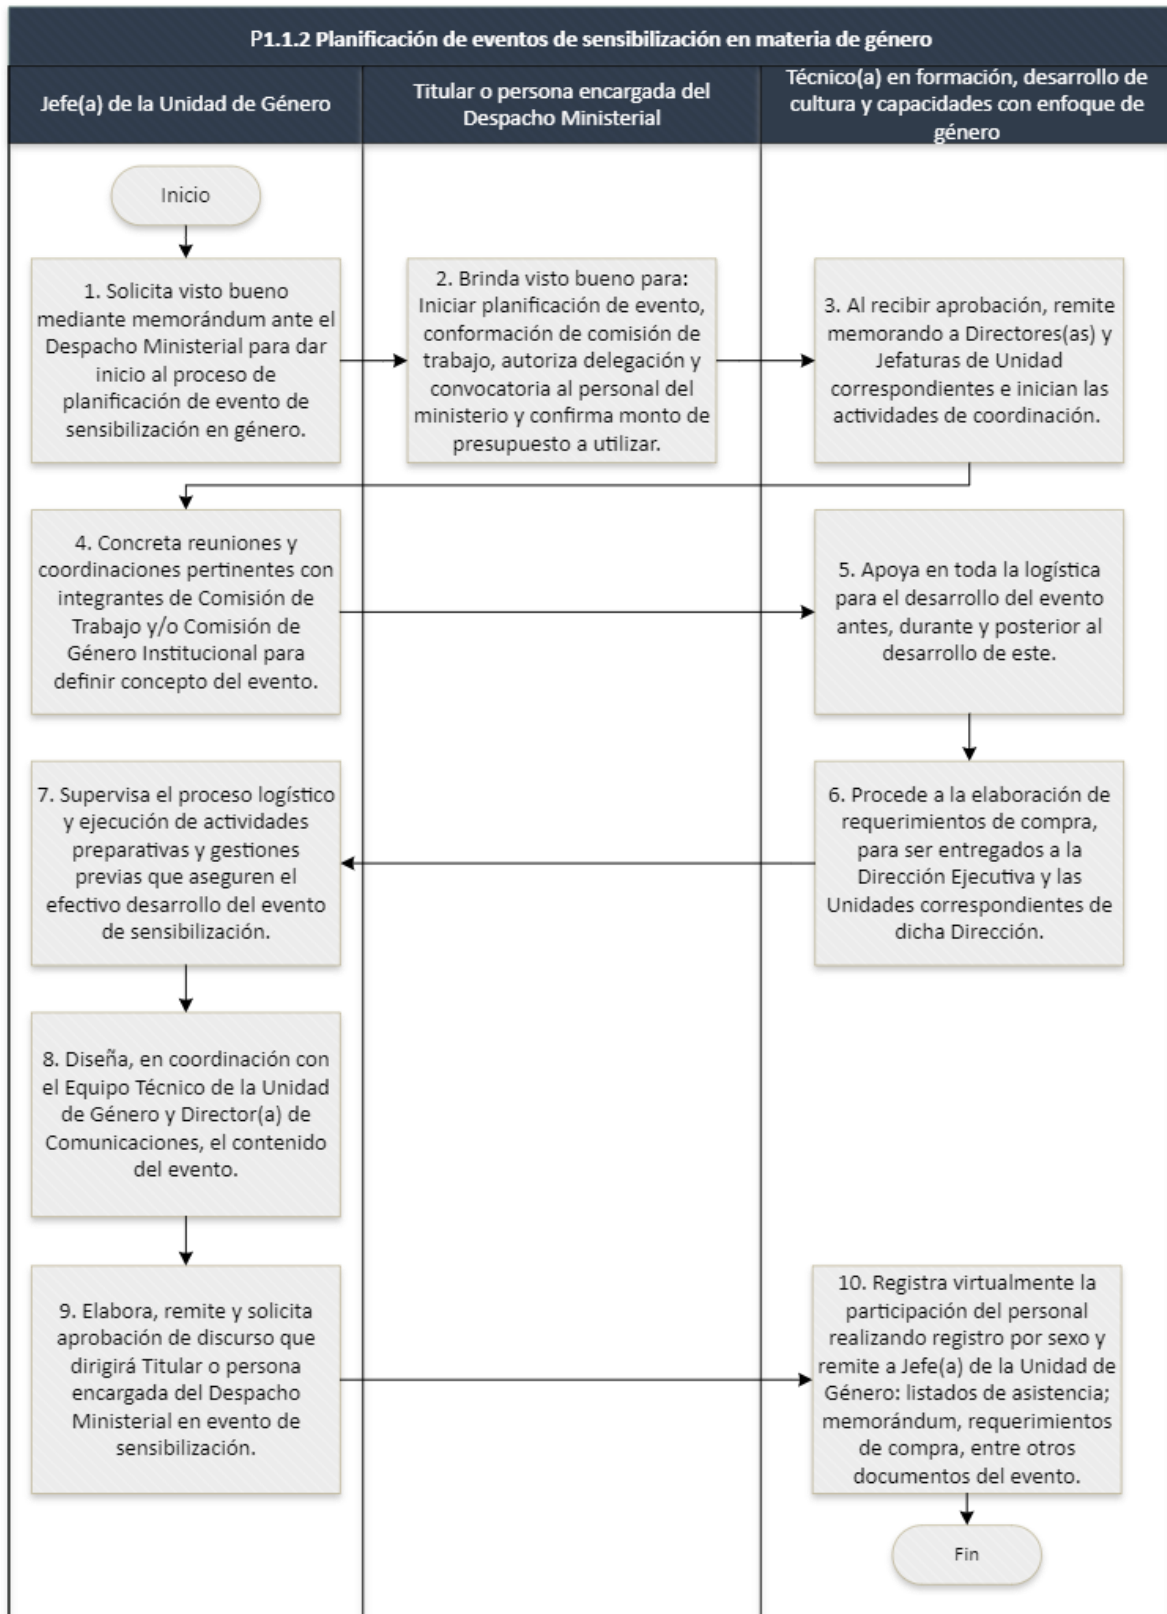 P1.1.2 Planificación de eventos de sensibilización en materia de género
Jefe(a) de la Unidad de Género
Titular o persona encargada del
Despacho Ministerial
Técnico(a) en formación, desarrollo de
cultura y capacidades con enfoque de
género
Inicio
1. Solicita visto bueno
mediante memorándum ante el
Despacho Ministerial para dar
inicio al proceso de
planificación de evento de
sensibilización en género.
2. Brinda visto bueno para:
Iniciar planificación de evento,
conformación de comisión de
trabajo, autoriza delegación y
convocatoria al personal del
ministerio y confirma monto de
presupuesto a utilizar.
3. Al recibir aprobación, remite
memorando a Directores(as) y
Jefaturas de Unidad
correspondientes e inician las
actividades de coordinación.
4. Concreta reuniones y
coordinaciones pertinentes con
integrantes de Comisión de
Trabajo y/o Comisión de
Género Institucional para
definir concepto del evento.
5. Apoya en toda la logística
para el desarrollo del evento
antes, durante y posterior al
desarrollo de este.
6. Procede a la elaboración de
requerimientos de compra,
para ser entregados a la
Dirección Ejecutiva y las
Unidades correspondientes de
dicha Dirección.
7. Supervisa el proceso logístico
y ejecución de actividades
preparativas y gestiones
previas que aseguren el
efectivo desarrollo del evento
de sensibilización.
8. Diseña, en coordinación con
el Equipo Técnico de la Unidad
de Género y Director(a) de
Comunicaciones, el contenido
del evento.
9. Elabora, remite y solicita
aprobación de discurso que
dirigirá Titular o persona
encargada del Despacho
Ministerial en evento de
sensibilización.
10. Registra virtualmente la
participación del personal
realizando registro por sexo y
remite a Jefe(a) de la Unidad de
Género: listados de asistencia;
memorándum, requerimientos
de compra, entre otros
documentos del evento.
Fin